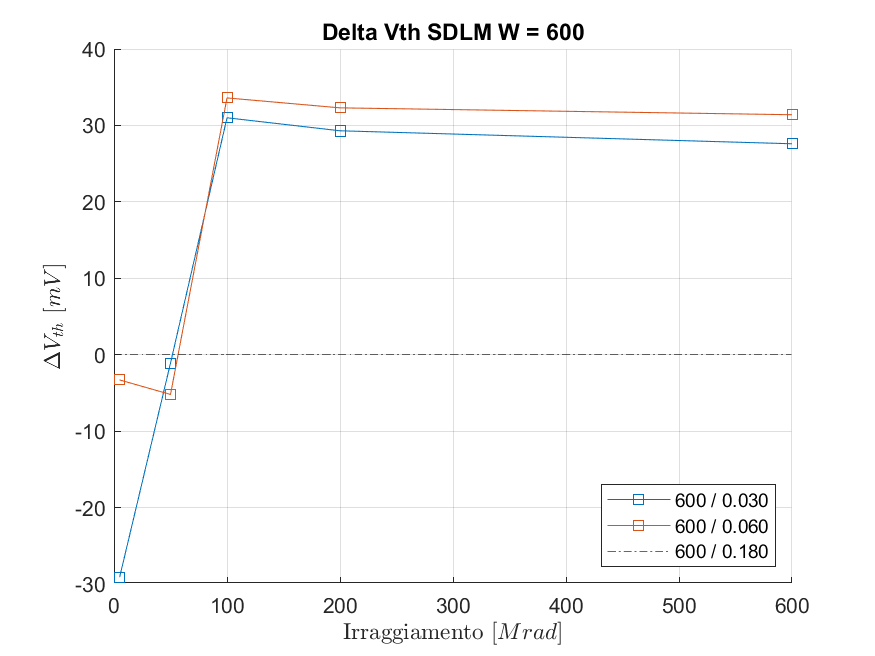 Delta Vth SDLM W = 600
40
30
20
10
0
-10
-20
-30
ΔV_th [mV]
0 100 200 300 400 500 600
Irraggiamento [Mrad]
600 / 0.030
600 / 0.060
600 / 0.180